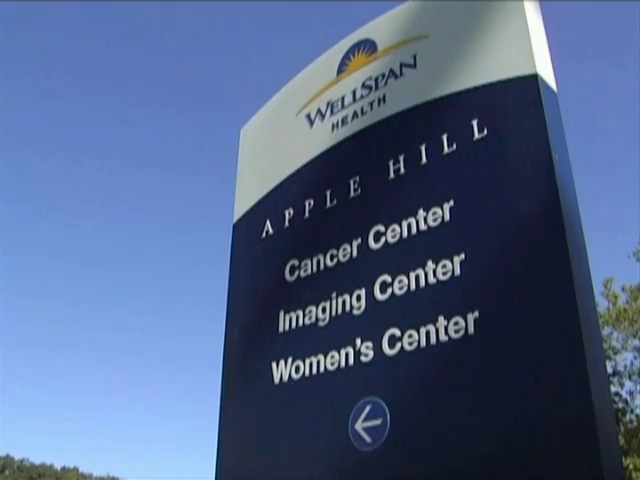 WELLSPAN
HEALTH
APPLE HILL
Cancer Center
Imaging Center
Women's Center